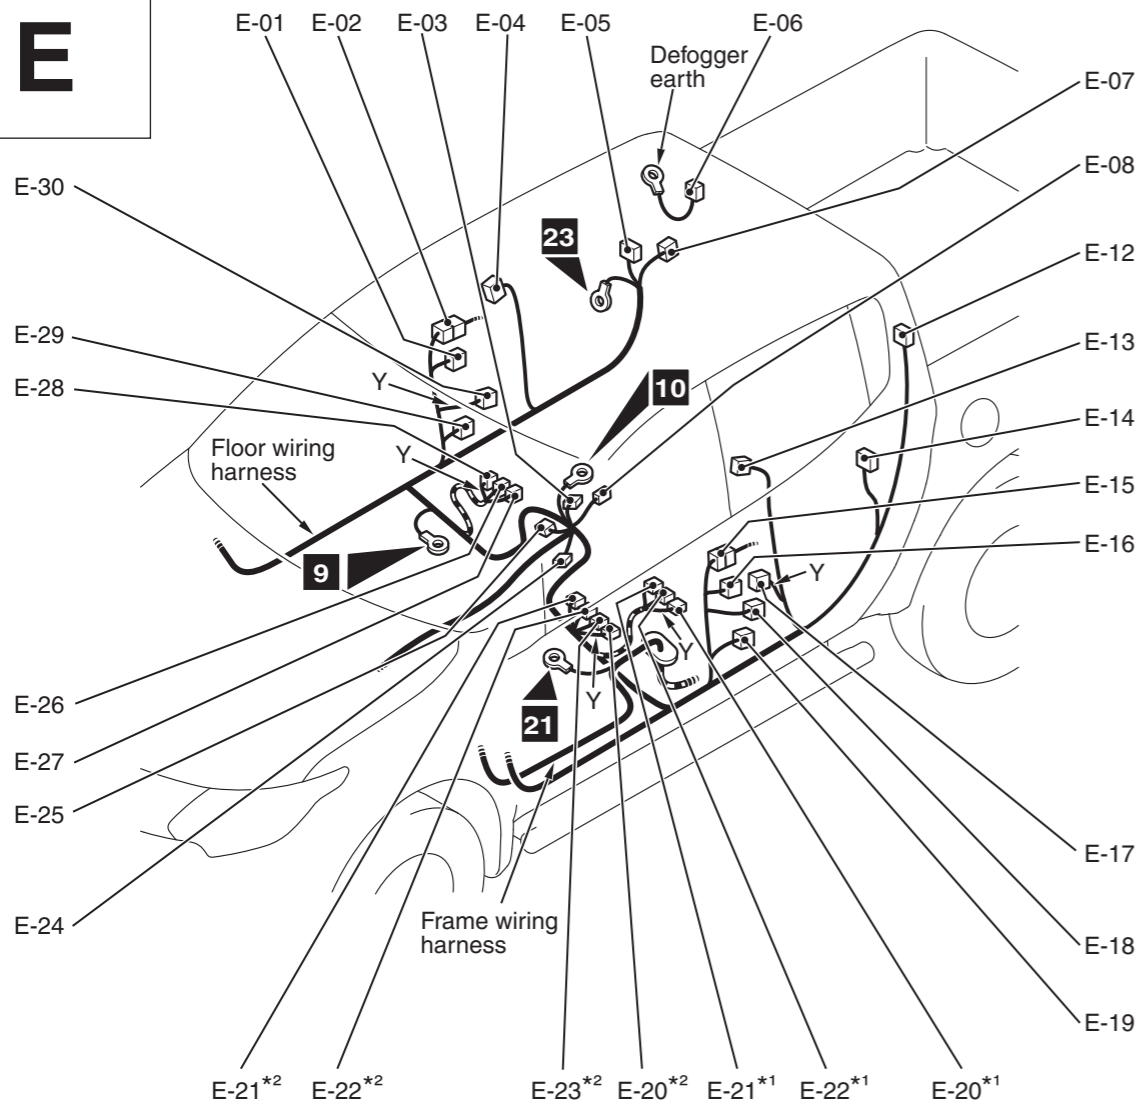 E
E-01 E-02 E-03 E-04 E-05 E-06
Defogger
earth
E-07
E-30
E-08
23
E-12
E-29
E-13
E-28
Y
10
E-14
Floor wiring
harness
Y
E-15
E-16
9
Y
Y
E-26
Y
21
E-27
E-25
E-17
E-24
Frame wiring
harness
E-18
E-19
E-21*2 E-22*2 E-23*2 E-20*2 E-21*1 E-22*1 E-20*1